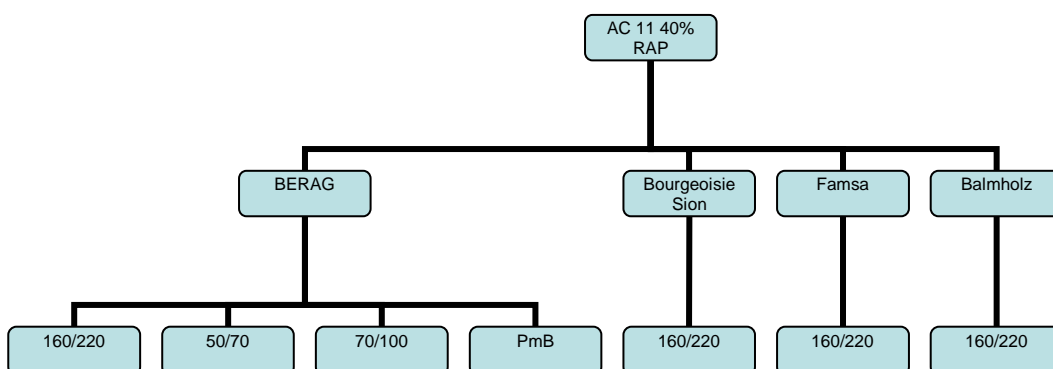 AC 11 40%
RAP
BERAG
Bourgeoisie
Sion
Famsa
Balmholz
160/220
50/70
70/100
PmB
160/220
160/220
160/220